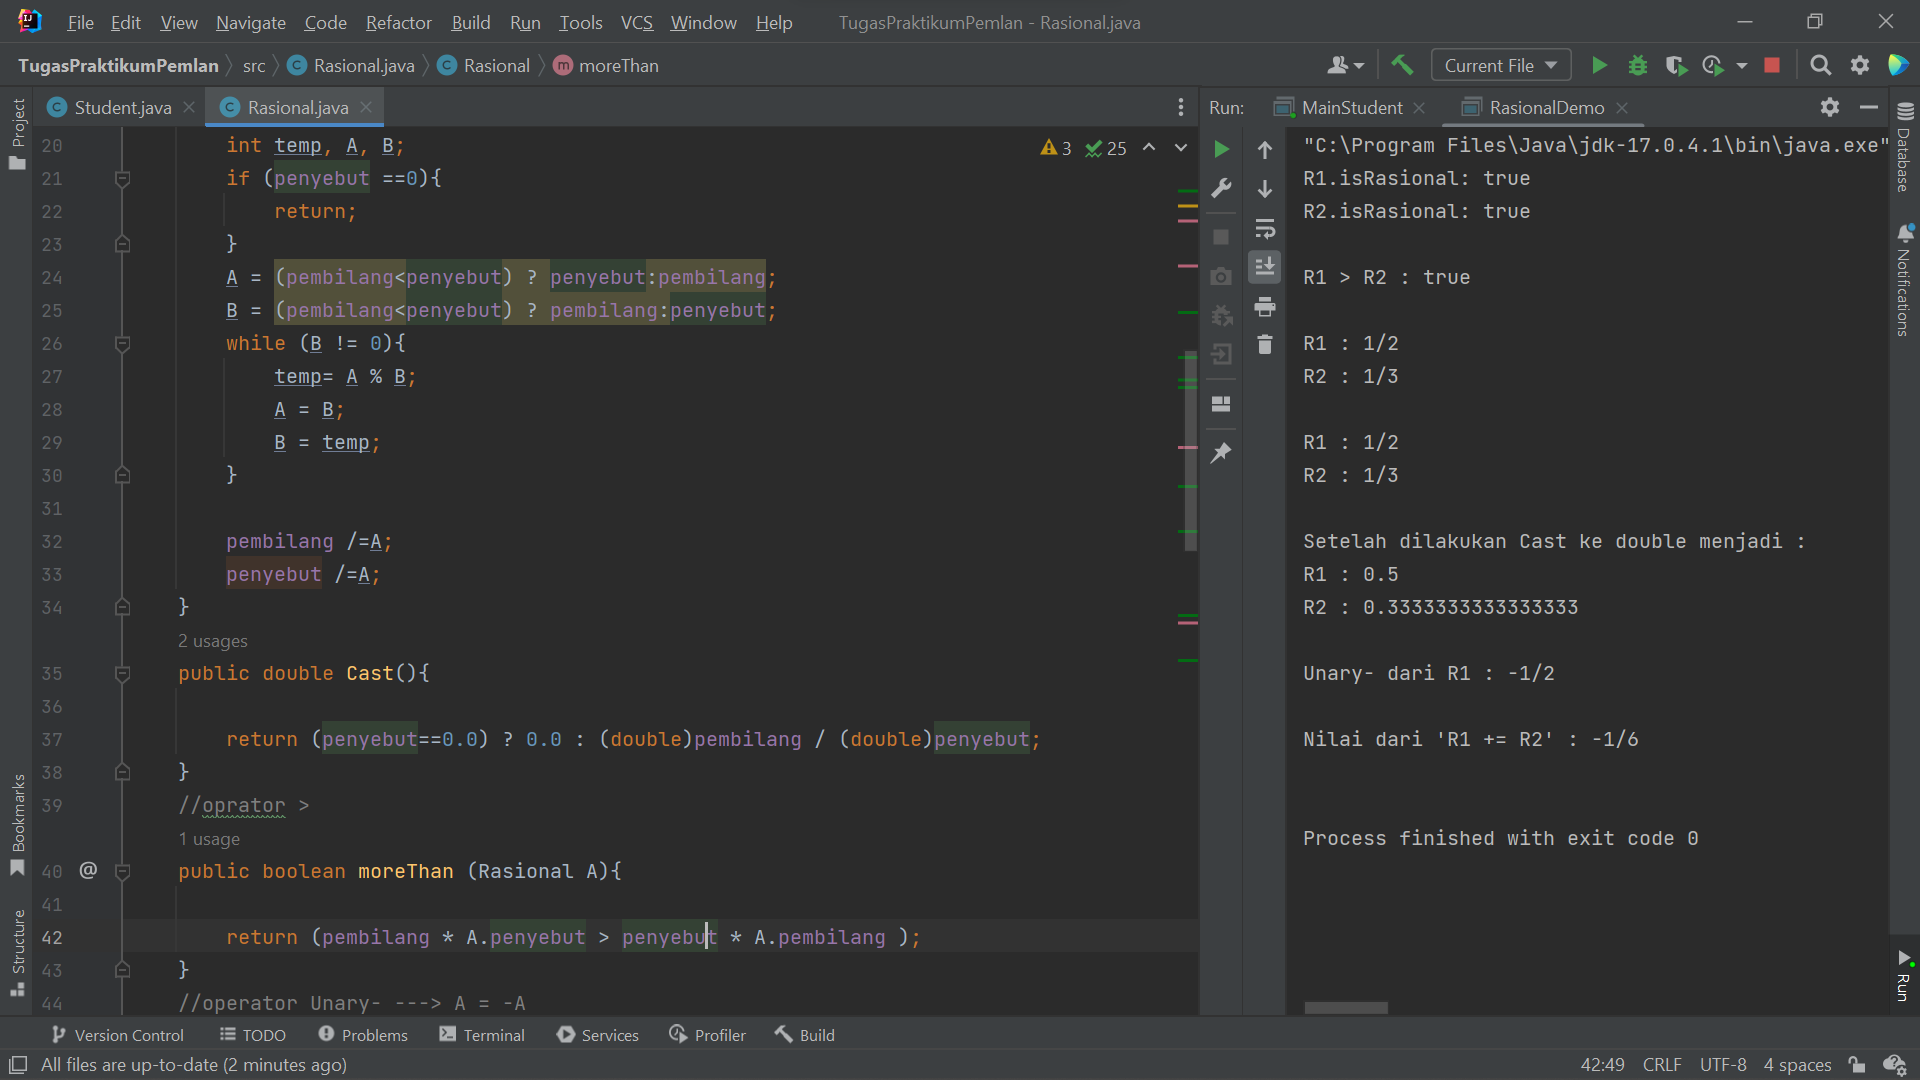 File Edit View Navigate Code Refactor Build Run Tools VCS Window Help TugasPraktikumPemlan - Rasional.java
TugasPraktikumPemlan src Rasional.java Rasional moreThan Current File
Project
Student.java Rasional.java
3 25
20 int temp, A, B;
21 if (penyebut ==0){
22 return;
23 }
24 A = (pembilang<penyebut) ? penyebut:pembilang;
25 B = (pembilang<penyebut) ? pembilang:penyebut;
26 while (B != 0){
27 temp= A % B;
28 A = B;
29 B = temp;
30 }
31
32 pembilang /=A;
33 penyebut /=A;
34 }
2 usages
35 public double Cast(){
36
37 return (penyebut==0.0) ? 0.0 : (double)pembilang / (double)penyebut;
38 }
39 //oprator >
1 usage
40 @ public boolean moreThan (Rasional A){
41
42 return (pembilang * A.penyebut > penyebut * A.pembilang );
43 }
44 //operator Unary- ---> A = -A
Bookmarks
Structure
Run: MainStudent RasionalDemo
"C:\Program Files\Java\jdk-17.0.4.1\bin\java.exe"
R1.isRasional: true
R2.isRasional: true
R1 > R2 : true
R1 : 1/2
R2 : 1/3
R1 : 1/2
R2 : 1/3
Setelah dilakukan Cast ke double menjadi :
R1 : 0.5
R2 : 0.3333333333333333
Unary- dari R1 : -1/2
Nilai dari 'R1 += R2' : -1/6
Process finished with exit code 0
Database
Notifications
Run
Version Control TODO Problems Terminal Services Profiler Build
All files are up-to-date (2 minutes ago) 42:49 CRLF UTF-8 4 spaces